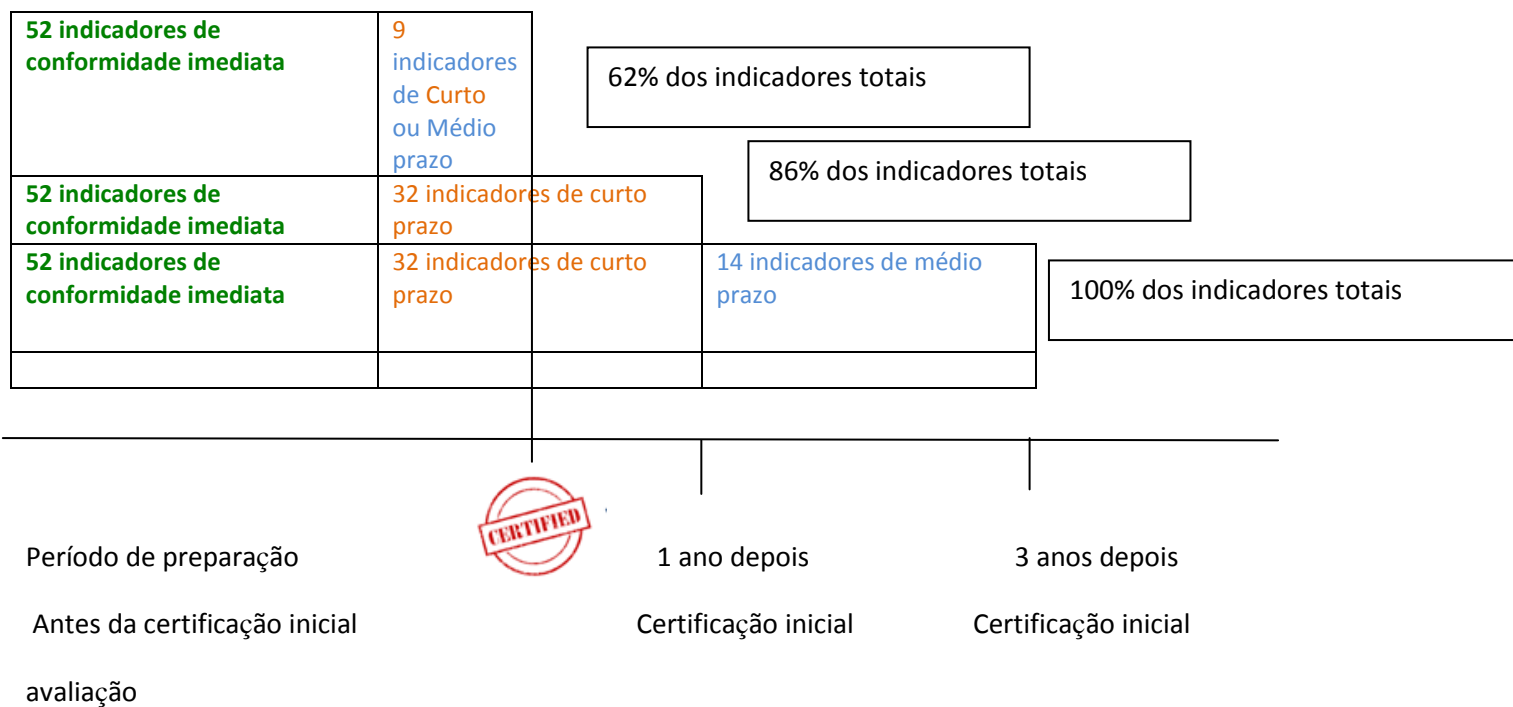 52 indicadores de
conformidade imediata
9
indicadores
de Curto
ou Médio
prazo
62% dos indicadores totais
86% dos indicadores totais
52 indicadores de
conformidade imediata
32 indicadores de curto
prazo
52 indicadores de
conformidade imediata
32 indicadores de curto
prazo
14 indicadores de médio
prazo
100% dos indicadores totais
CERTIFIED
Período de preparação
1 ano depois
3 anos depois
Antes da certificação inicial
Certificação inicial
Certificação inicial
avaliação